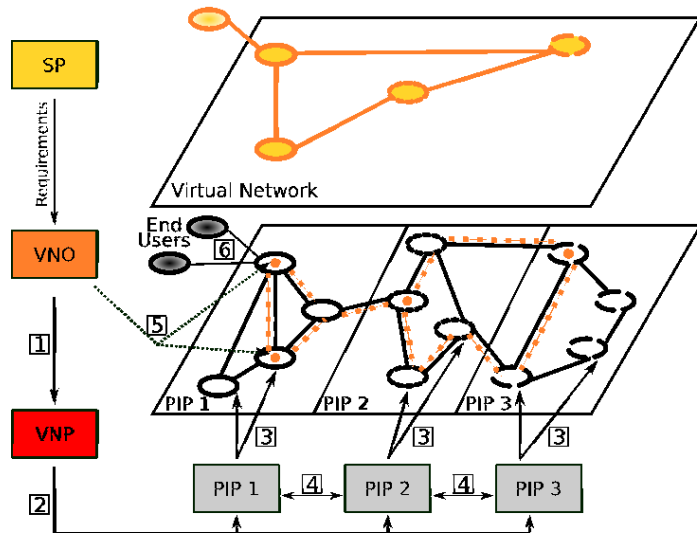 SP
Requirements
Virtual Network
End
Users
6
VNO
5
1
PIP 1
PIP 2
PIP 3
VNP
3
3
3
2
PIP 1
4
PIP 2
4
PIP 3